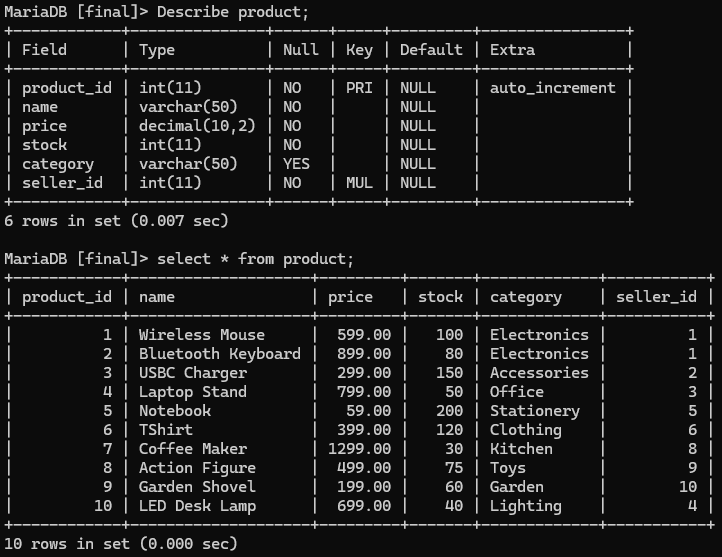 MariaDB [final]> Describe product;
+------------+---------------+------+-----+---------+----------------+
| Field      | Type          | Null | Key | Default | Extra          |
+------------+---------------+------+-----+---------+----------------+
| product_id | int(11)       | NO   | PRI | NULL    | auto_increment |
| name       | varchar(50)   | NO   |     | NULL    |                |
| price      | decimal(10,2) | NO   |     | NULL    |                |
| stock      | int(11)       | NO   |     | NULL    |                |
| category   | varchar(50)   | YES  |     | NULL    |                |
| seller_id  | int(11)       | NO   | MUL | NULL    |                |
+------------+---------------+------+-----+---------+----------------+
6 rows in set (0.007 sec)

MariaDB [final]> select * from product;
+------------+--------------------+---------+-------+-------------+-----------+
| product_id | name               | price   | stock | category    | seller_id |
+------------+--------------------+---------+-------+-------------+-----------+
|          1 | Wireless Mouse     |  599.00 |   100 | Electronics |         1 |
|          2 | Bluetooth Keyboard |  899.00 |    80 | Electronics |         1 |
|          3 | USBC Charger       |  299.00 |   150 | Accessories |         2 |
|          4 | Laptop Stand       |  799.00 |    50 | Office      |         3 |
|          5 | Notebook           |   59.00 |   200 | Stationery  |         5 |
|          6 | TShirt             |  399.00 |   120 | Clothing    |         6 |
|          7 | Coffee Maker       | 1299.00 |    30 | Kitchen     |         8 |
|          8 | Action Figure      |  499.00 |    75 | Toys        |         9 |
|          9 | Garden Shovel      |  199.00 |    60 | Garden      |        10 |
|         10 | LED Desk Lamp      |  699.00 |    40 | Lighting    |         4 |
+------------+--------------------+---------+-------+-------------+-----------+
10 rows in set (0.000 sec)